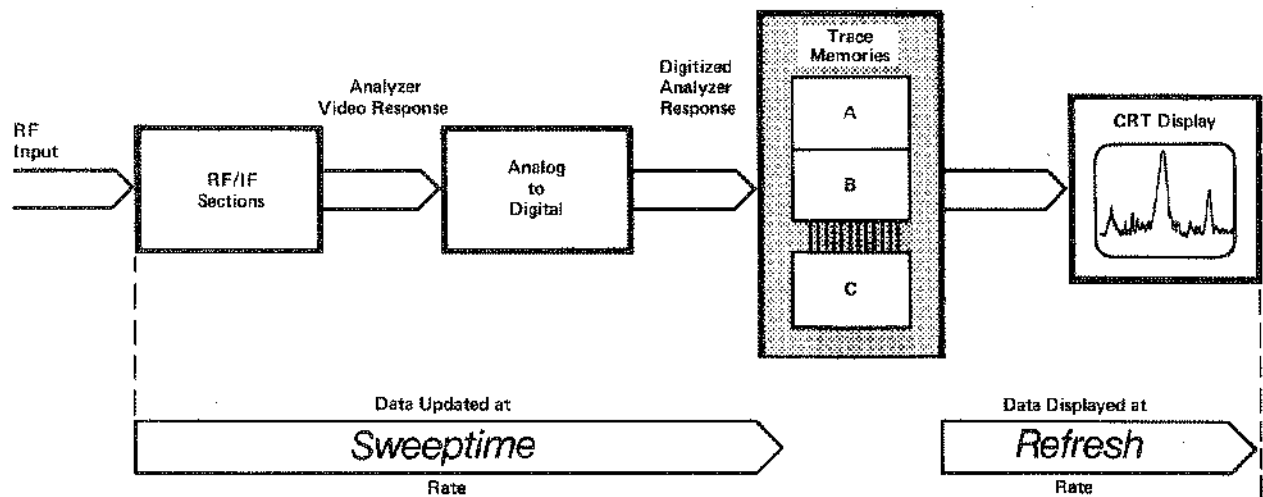 RF
Input
RF/IF
Sections
Analyzer
Video Response
Analog
to
Digital
Digitized
Analyzer
Response
Trace
Memories
A
B
C
CRT Display
Data Updated at
Sweeptime
Rate
Data Displayed at
Refresh
Rate